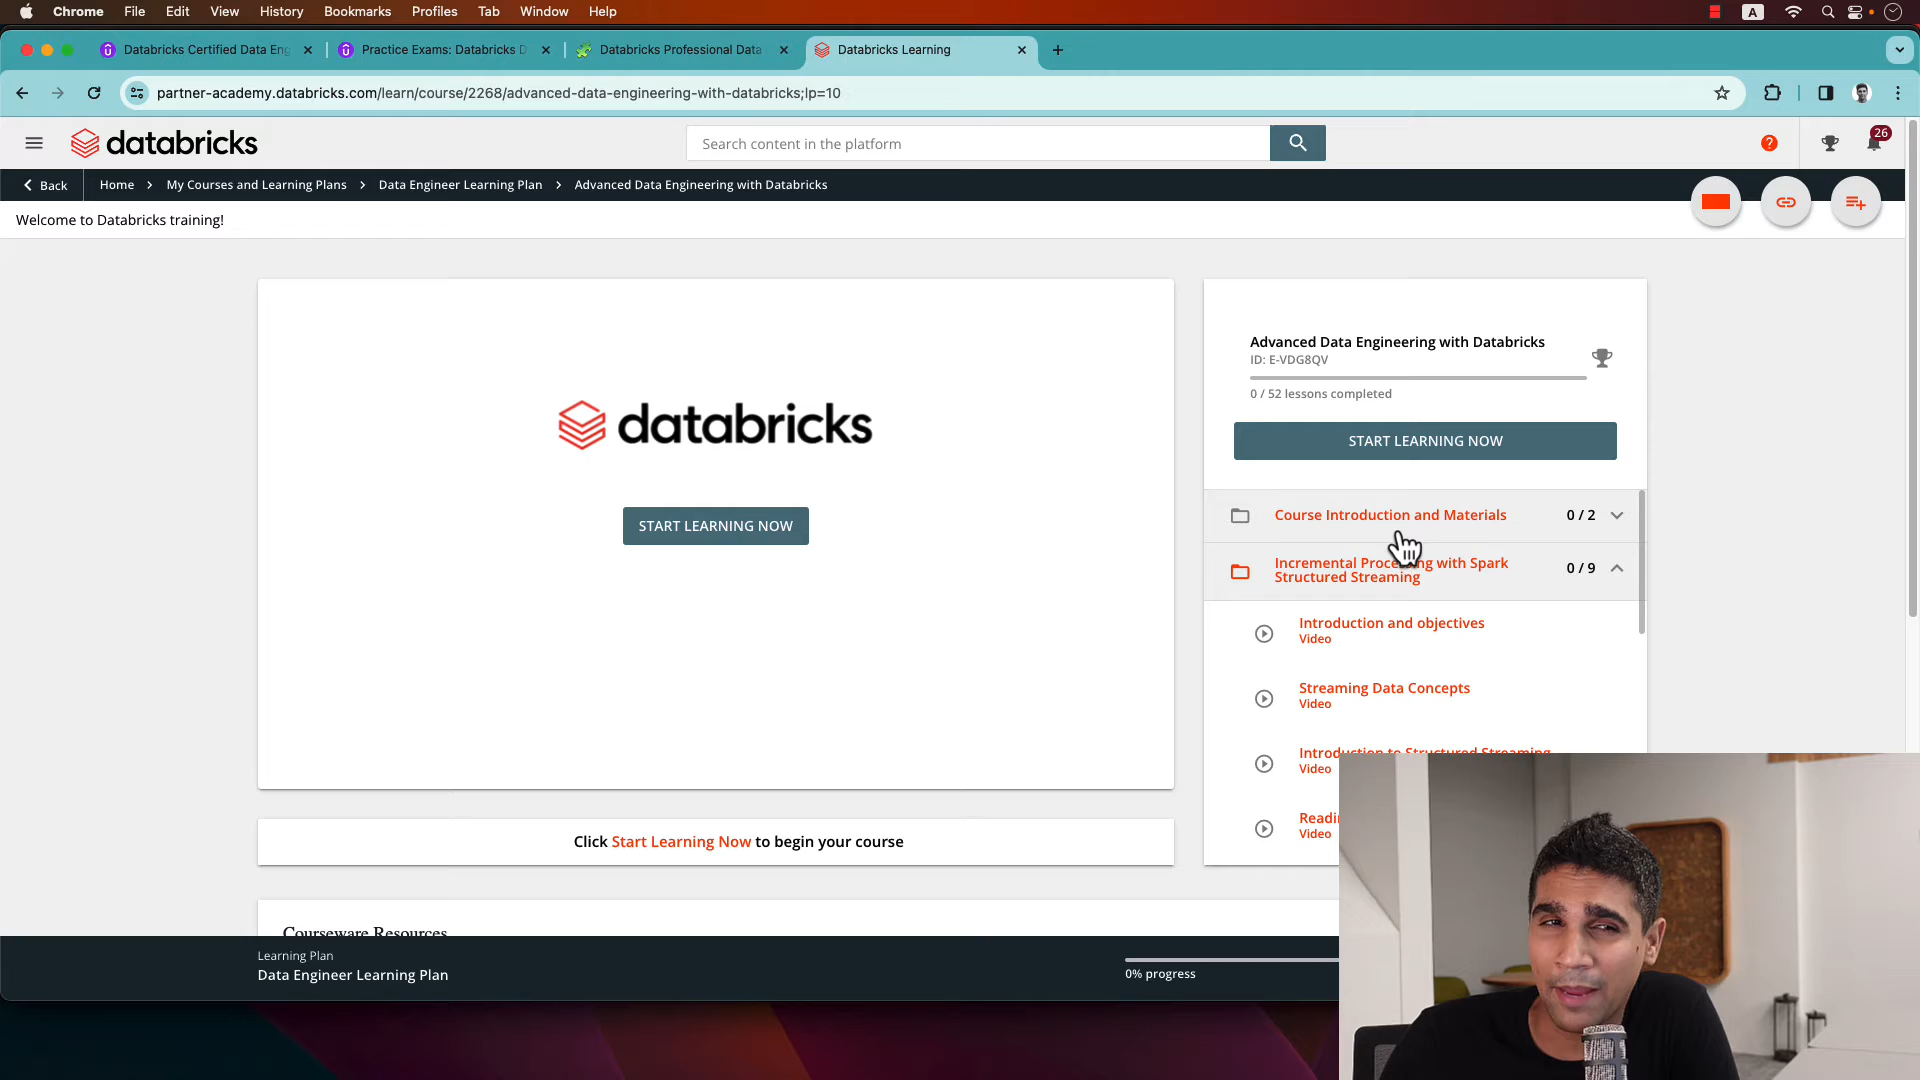 Chrome File Edit View History Bookmarks Profiles Tab Window Help
A
Databricks Certified Data Eng
Practice Exams: Databricks D
Databricks Professional Data
Databricks Learning
partner-academy.databricks.com/learn/course/2268/advanced-data-engineering-with-databricks;lp=10
databricks
Search content in the platform
?
26
Back
Home > My Courses and Learning Plans > Data Engineer Learning Plan > Advanced Data Engineering with Databricks
Welcome to Databricks training!
databricks
START LEARNING NOW
Click Start Learning Now to begin your course
Courseware Resources
Advanced Data Engineering with Databricks
ID: E-VDG8QV
0 / 52 lessons completed
START LEARNING NOW
Course Introduction and Materials 0 / 2
Incremental Processing with Spark 0 / 9
Structured Streaming
Introduction and objectives
Video
Streaming Data Concepts
Video
Introduction to Structured Streaming
Video
Video
Learning Plan
Data Engineer Learning Plan
0% progress